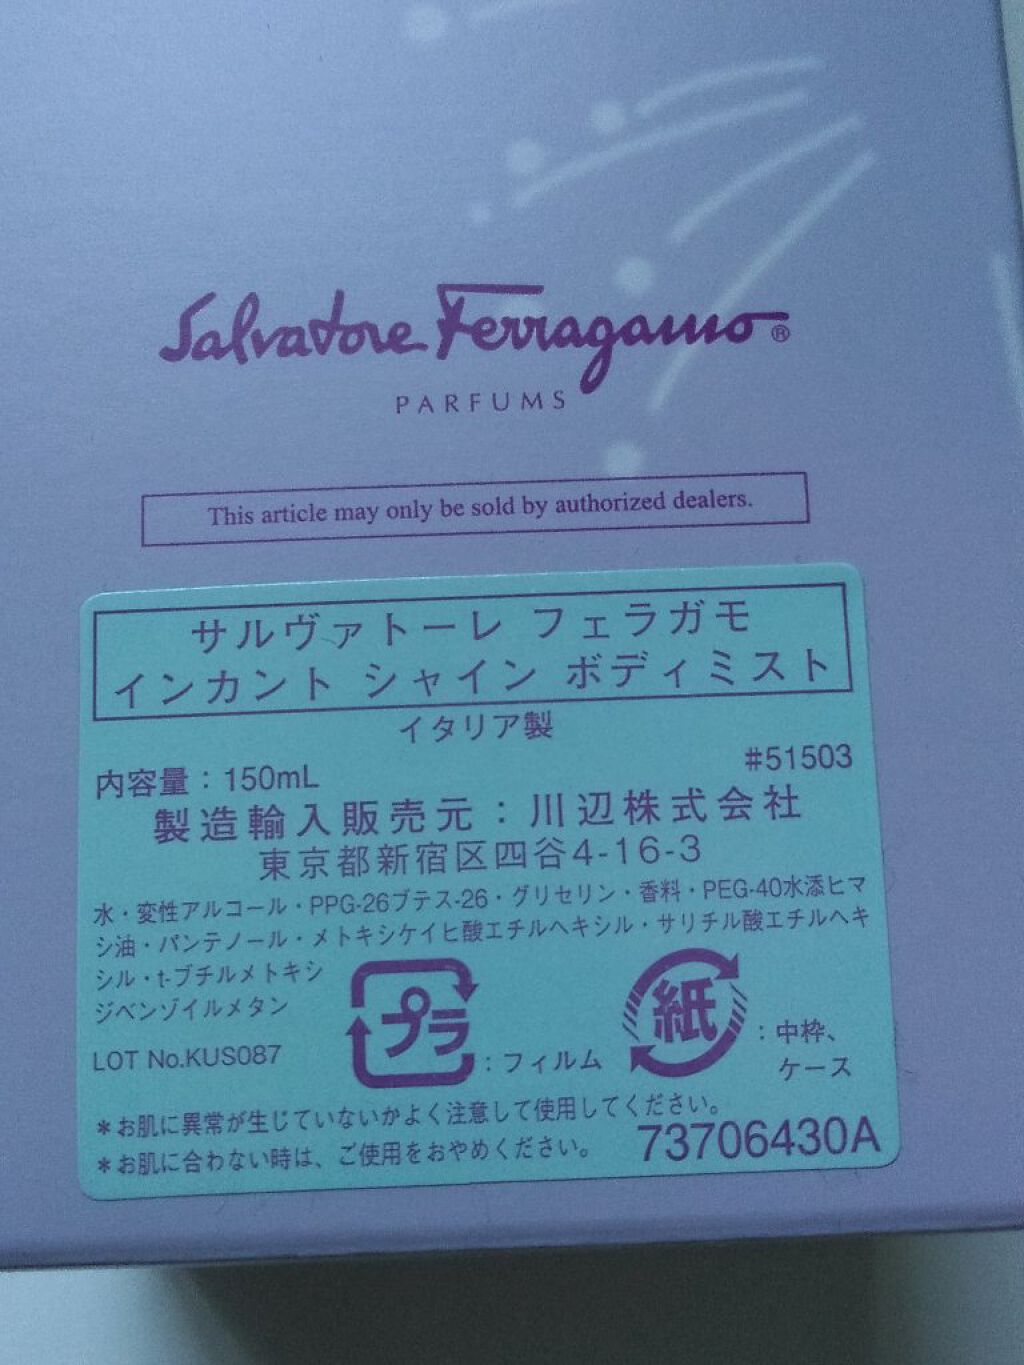 Salvatore Ferragamo®
PARFUMS
This article may only be sold by authorized dealers.
サルヴァトーレ フェラガモ
インカント シャイン ボディミスト
イタリア製
内容量：150mL #51503
製造輸入販売元：川辺株式会社
東京都新宿区四谷4-16-3
水・変性アルコール・PPG-26ブテス-26・グリセリン・香料・PEG-40水添ヒマ
シ油・パンテノール・メトキシケイヒ酸エチルヘキシル・サリチル酸エチルヘキ
シル・t-ブチルメトキシ
ジベンゾイルメタン
LOT No.KUS087
プラ：フィルム
紙：中枠、
ケース
＊お肌に異常が生じていないかよく注意して使用してください。
＊お肌に合わない時は、ご使用をおやめください。
73706430A